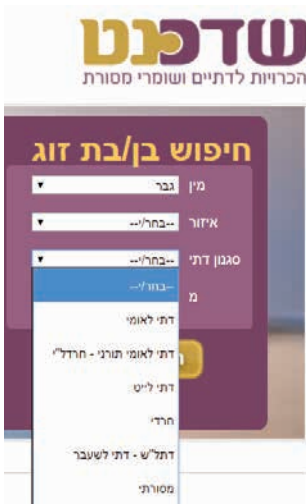 שדכנט
הכרויות לדתיים ושומרי מסורת
חיפוש בן/בת זוג
מין גבר
איזור --בחר/י--
סגנון דתי --בחר/י--
--בחר/י--
מ
דתי לאומי
דתי לאומי תורני - חרדל"י
דתי לייט
חרדי
דתל"ש - דתי לשעבר
מסורתי